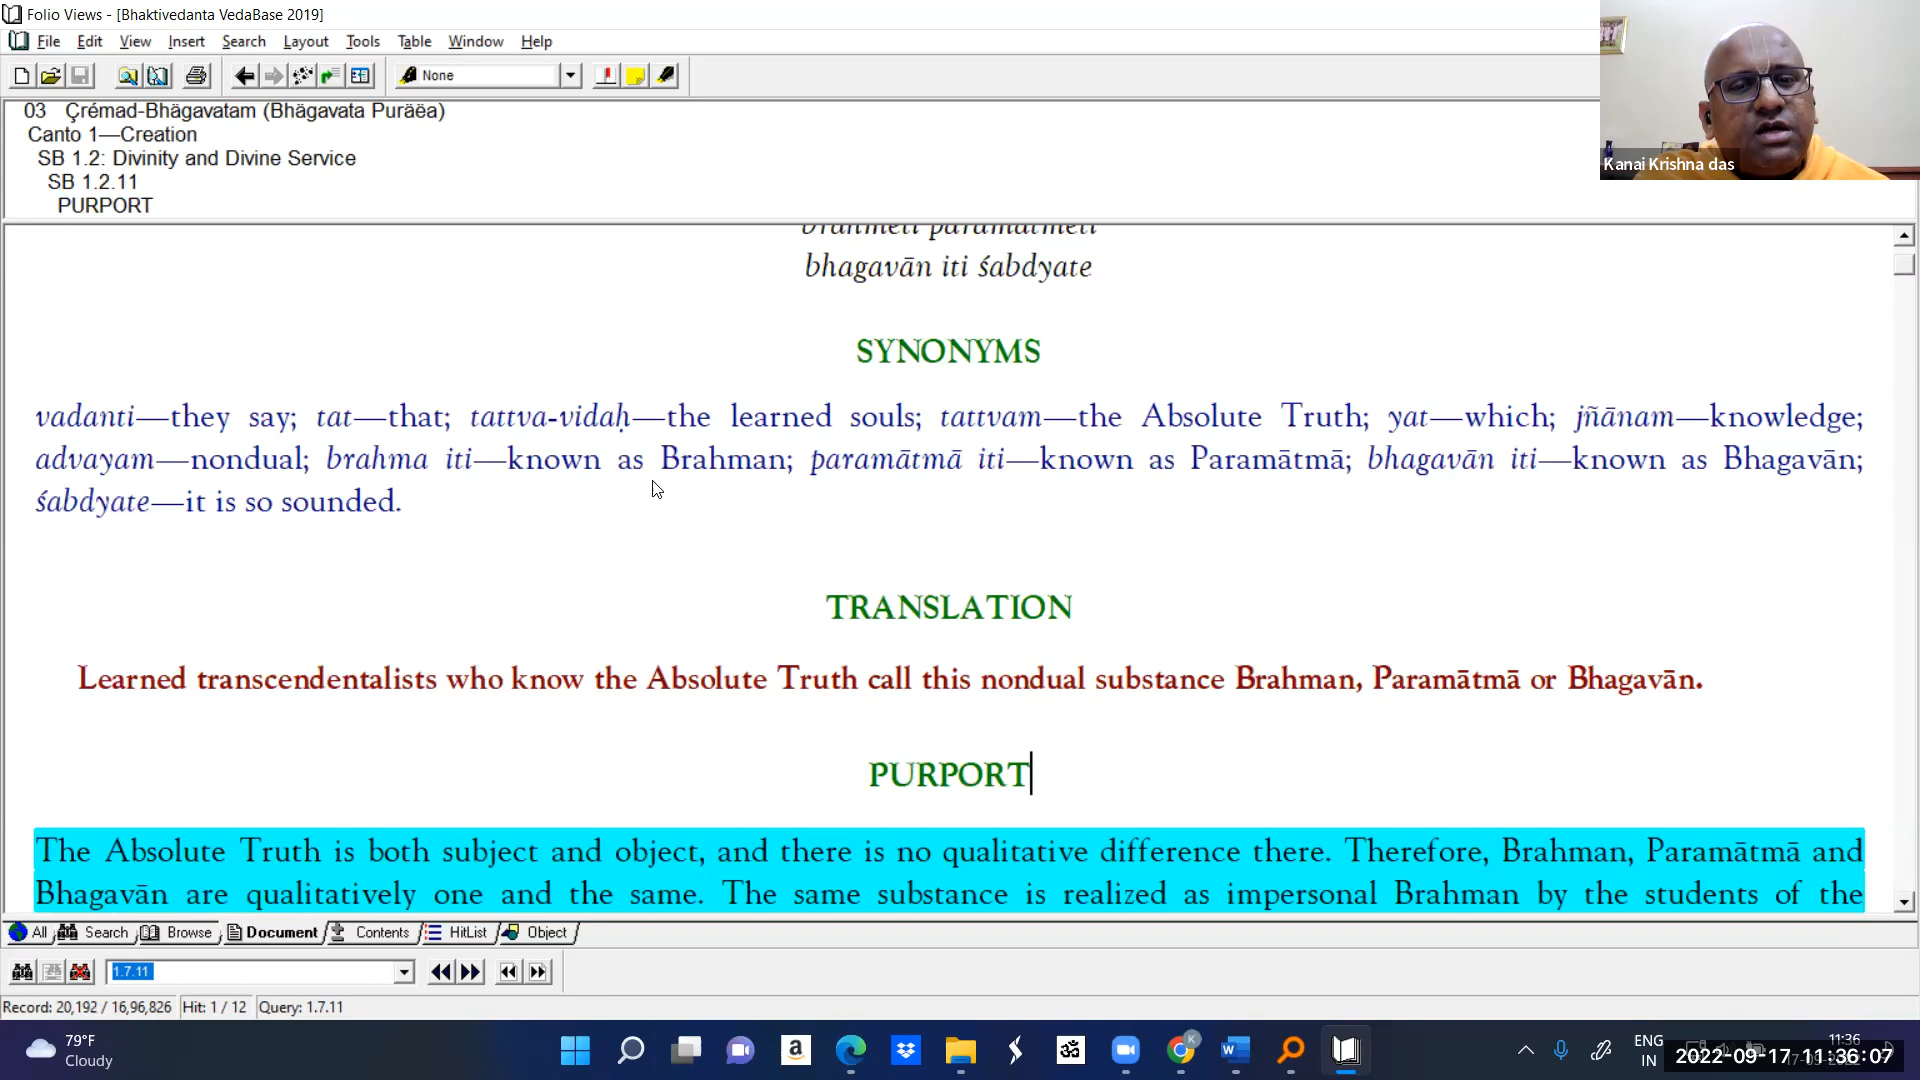 Folio Views - [Bhaktivedanta VedaBase 2019]
File Edit View Insert Search Layout Tools Table Window Help
None
03 Çrémad-Bhägavatam (Bhägavata Puräëa)
Canto 1—Creation
SB 1.2: Divinity and Divine Service
SB 1.2.11
PURPORT
Kanai Krishna das
brahmeti paramātmeti
bhagavān iti śabdyate
SYNONYMS
vadanti—they say; tat—that; tattva-vidaḥ—the learned souls; tattvam—the Absolute Truth; yat—which; jñānam—knowledge;
advayam—nondual; brahma iti—known as Brahman; paramātmā iti—known as Paramātmā; bhagavān iti—known as Bhagavān;
śabdyate—it is so sounded.
TRANSLATION
Learned transcendentalists who know the Absolute Truth call this nondual substance Brahman, Paramātmā or Bhagavān.
PURPORT
The Absolute Truth is both subject and object, and there is no qualitative difference there. Therefore, Brahman, Paramātmā and
Bhagavān are qualitatively one and the same. The same substance is realized as impersonal Brahman by the students of the
All Search Browse Document Contents HitList Object
1.7.11
Record: 20,192 / 16,96,826 Hit: 1 / 12 Query: 1.7.11
79°F
Cloudy
ENG
IN
11:36
2022-09-17 11:36:07